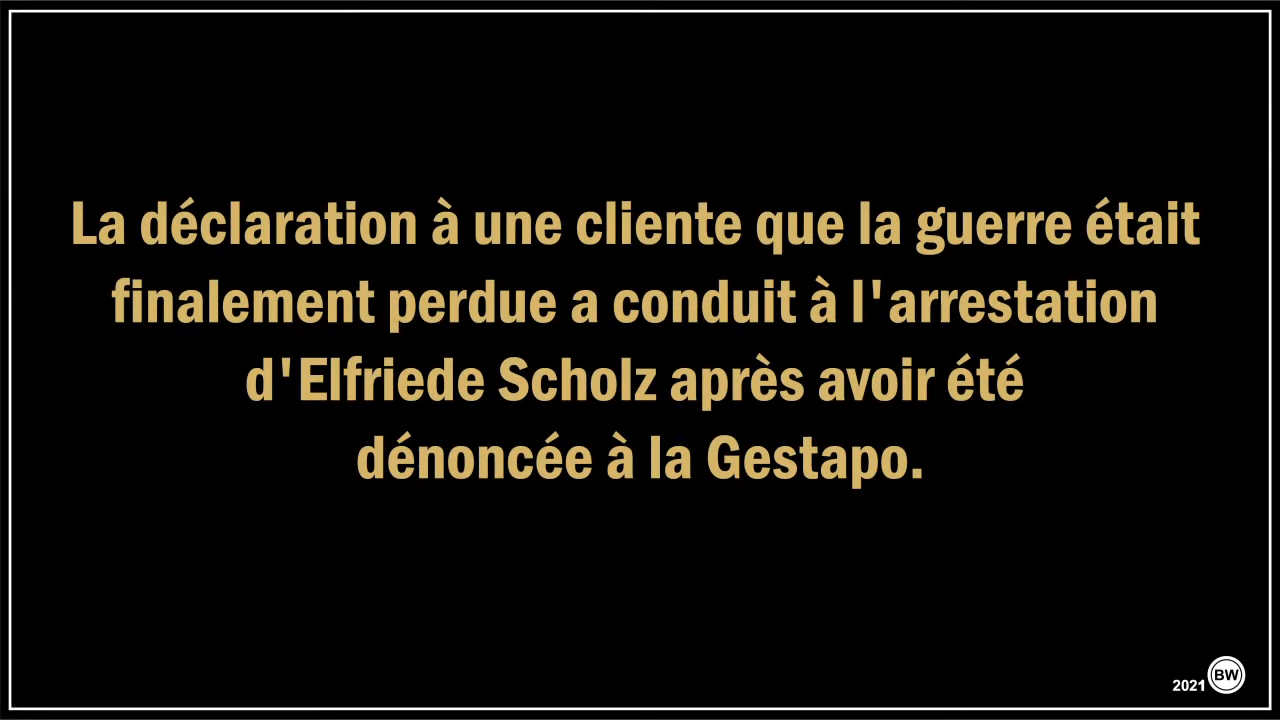 La déclaration à une cliente que la guerre était
finalement perdue a conduit à l'arrestation
d'Elfriede Scholz après avoir été
dénoncée à la Gestapo.
2021 BW